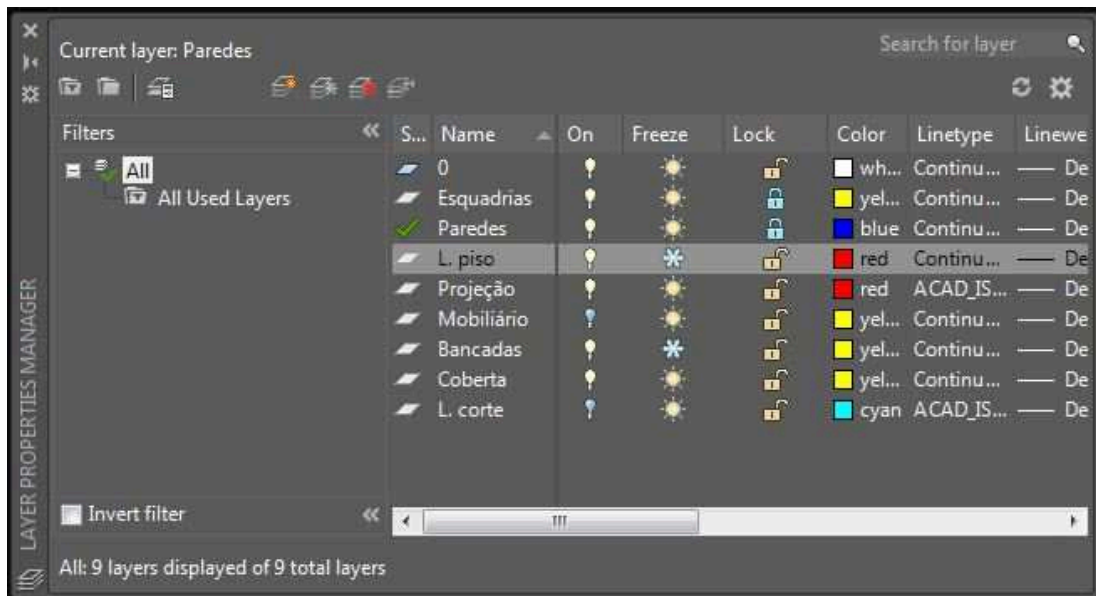 Current layer: Paredes
Search for layer
Filters
S... Name On Freeze Lock Color Linetype Linewe
All
All Used Layers
0 wh... Continu... De
Esquadrias yel... Continu... De
Paredes blue Continu... De
L. piso red Continu... De
Projeção red ACAD_IS... De
Mobiliário yel... Continu... De
Bancadas yel... Continu... De
Coberta yel... Continu... De
L. corte cyan ACAD_IS... De
Invert filter
All: 9 layers displayed of 9 total layers
LAYER PROPERTIES MANAGER